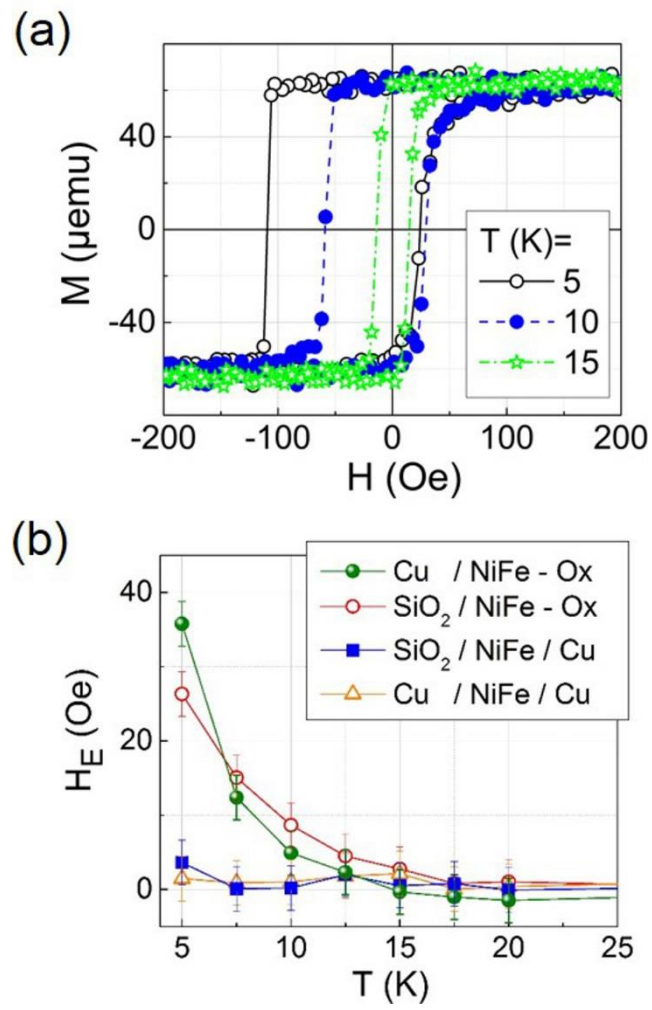 (a)
40
0
-40
M (μemu)
T (K)=
5
10
15
-200 -100 0 100 200
H (Oe)
(b)
Cu / NiFe - Ox
SiO₂ / NiFe - Ox
SiO₂ / NiFe / Cu
Cu / NiFe / Cu
40
20
0
H_E (Oe)
5 10 15 20 25
T (K)